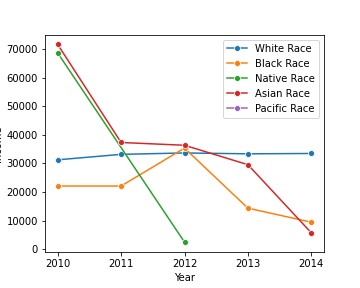 White Race
Black Race
Native Race
Asian Race
Pacific Race
70000
60000
50000
40000
30000
20000
10000
0
2010 2011 2012 2013 2014
Year